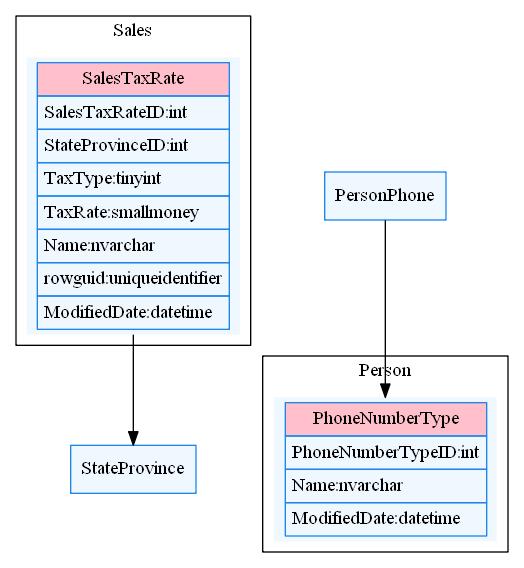 Sales
SalesTaxRate
SalesTaxRateID:int
StateProvinceID:int
TaxType:tinyint
TaxRate:smallmoney
Name:nvarchar
rowguid:uniqueidentifier
ModifiedDate:datetime
StateProvince
PersonPhone
Person
PhoneNumberType
PhoneNumberTypeID:int
Name:nvarchar
ModifiedDate:datetime